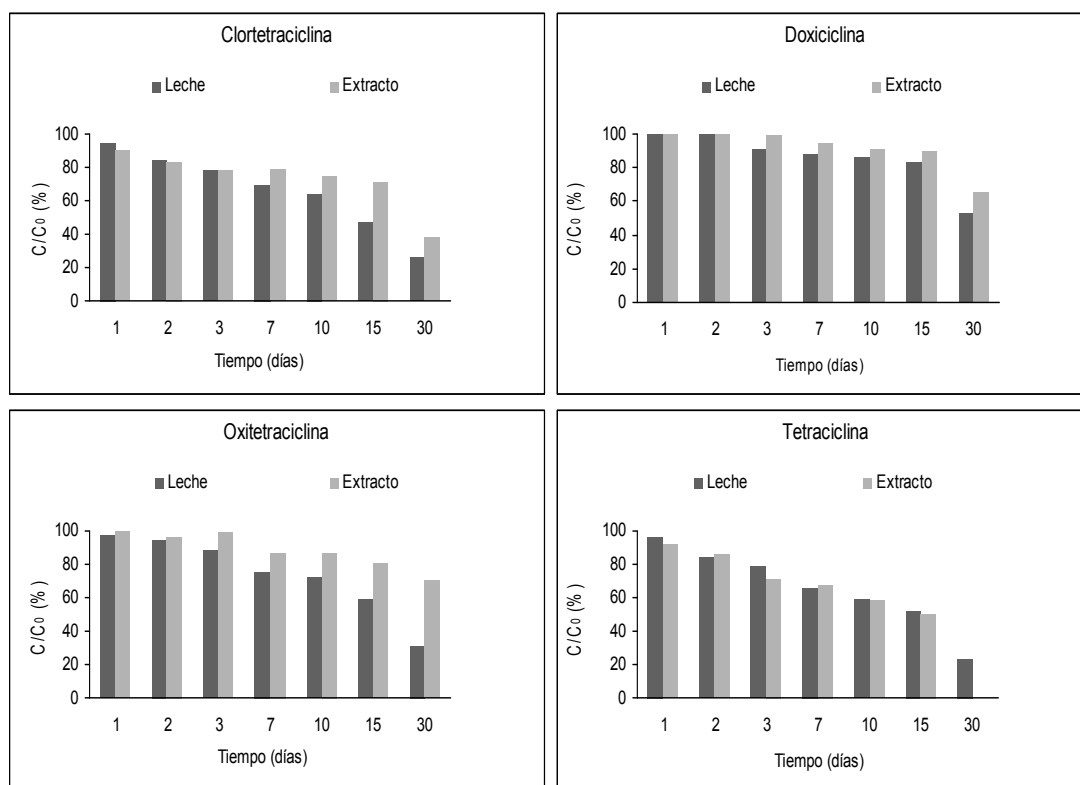 Clortetraciclina
Leche Extracto
C/C0 (%)
100
80
60
40
20
0
1 2 3 7 10 15 30
Tiempo (días)
Doxiciclina
Leche Extracto
C/C0 (%)
100
80
60
40
20
0
1 2 3 7 10 15 30
Tiempo (días)
Oxitetraciclina
Leche Extracto
C/C0 (%)
100
80
60
40
20
0
1 2 3 7 10 15 30
Tiempo (días)
Tetraciclina
Leche Extracto
C/C0 (%)
100
80
60
40
20
0
1 2 3 7 10 15 30
Tiempo (días)